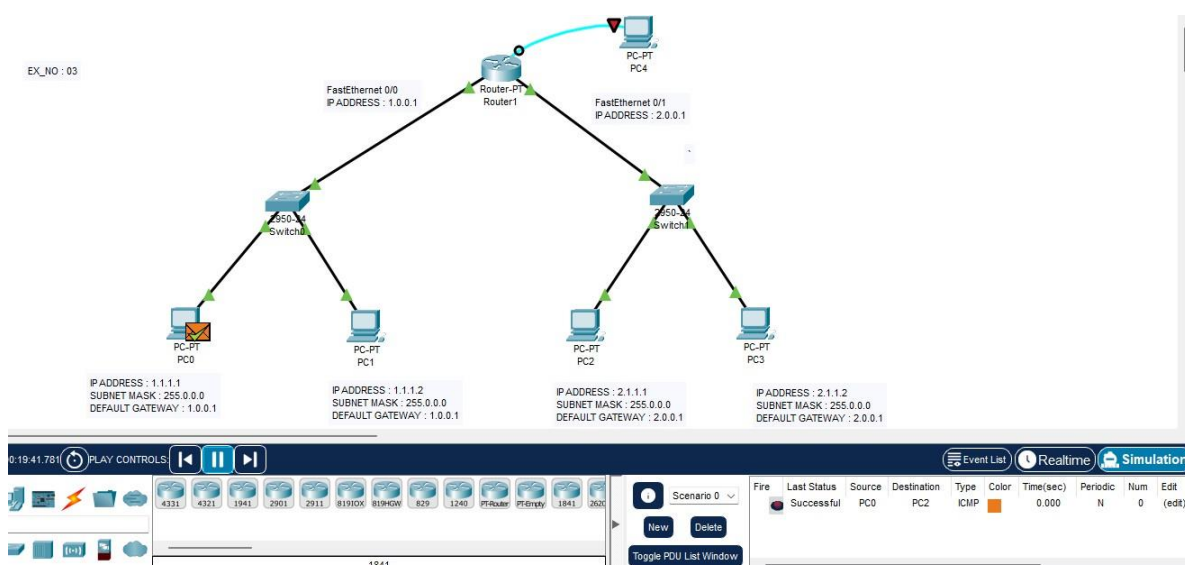 EX_NO : 03
PC-PT
PC4
FastEthernet 0/0
IP ADDRESS : 1.0.0.1
Router-PT
Router1
FastEthernet 0/1
IP ADDRESS : 2.0.0.1
2950-24
Switch0
2950-24
Switch1
PC-PT
PC0
PC-PT
PC1
PC-PT
PC2
PC-PT
PC3
IP ADDRESS : 1.1.1.1
SUBNET MASK : 255.0.0.0
DEFAULT GATEWAY : 1.0.0.1
IP ADDRESS : 1.1.1.2
SUBNET MASK : 255.0.0.0
DEFAULT GATEWAY : 1.0.0.1
IP ADDRESS : 2.1.1.1
SUBNET MASK : 255.0.0.0
DEFAULT GATEWAY : 2.0.0.1
IP ADDRESS : 2.1.1.2
SUBNET MASK : 255.0.0.0
DEFAULT GATEWAY : 2.0.0.1
0:19:41.781 PLAY CONTROLS:
Event List Realtime Simulation
4331 4321 1941 2901 2911 819IOX 819HGW 829 1240 PT-Router PT-Empty 1841 2620
1841
Scenario 0
New Delete
Toggle PDU List Window
Fire Last Status Source Destination Type Color Time(sec) Periodic Num Edit
Successful PC0 PC2 ICMP 0.000 N 0 (edit)